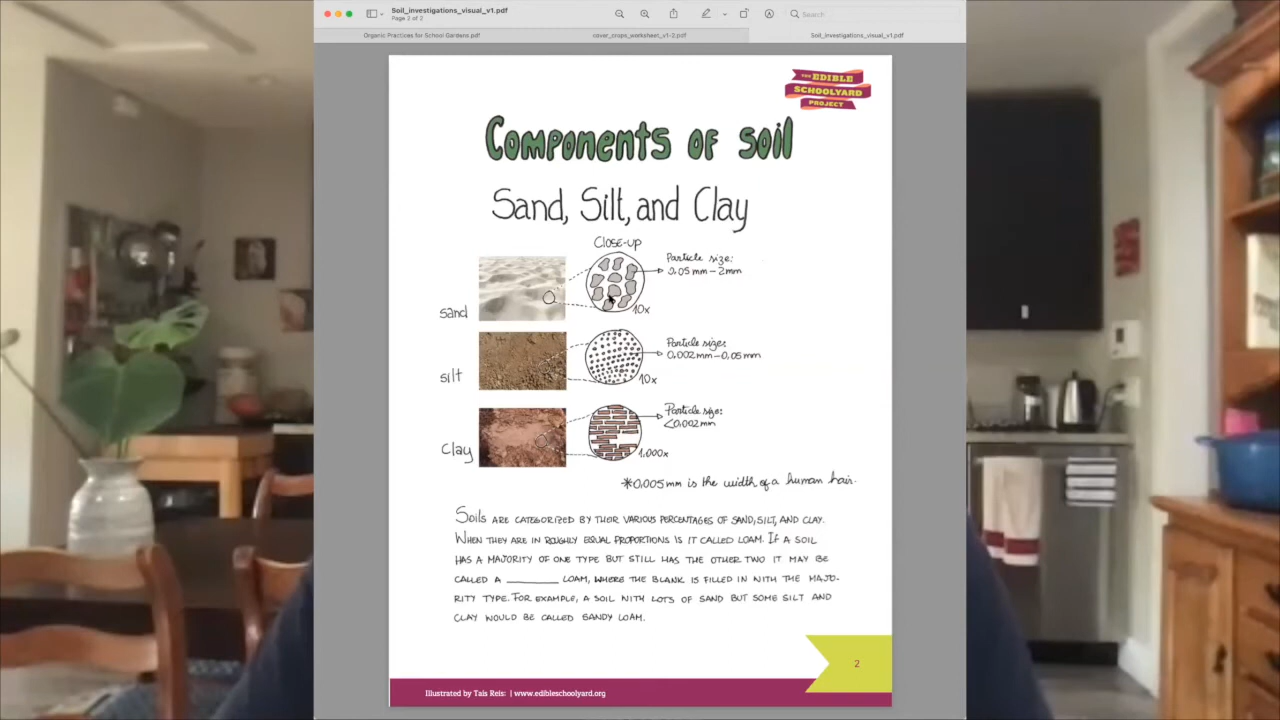 Soil_investigations_visual_v1.pdf
Page 2 of 2
Search
Organic Practices for School Gardens.pdf
cover_crops_worksheet_v1-2.pdf
Soil_investigations_visual_v1.pdf
THE EDIBLE
SCHOOLYARD
PROJECT
Components of soil
Sand, Silt, and Clay
Close-up
Particle size:
0,05 mm - 2mm
sand
10x
Particle size:
0,002mm-0,05mm
silt
10x
Particle size:
<0,002mm
clay
1,000x
*0,005mm is the width of a human hair.
SOILS ARE CATEGORIZED BY THOR VARIOUS PERCENTAGES OF SAND, SILT, AND CLAY.
WHEN THEY ARE IN ROUGHLY EQUAL PROPORTIONS IS IT CALLED LOAM. IF A SOIL
HAS A MAJORITY OF ONE TYPE BUT STILL HAS THE OTHER TWO IT MAY BE
CALLED A ________ LOAM, WHERE THE BLANK IS FILLED IN WITH THE MAJO-
RITY TYPE. FOR EXAMPLE, A SOIL WITH LOTS OF SAND BUT SOME SILT AND
CLAY WOULD BE CALLED SANDY LOAM.
2
Illustrated by Tais Reis: | www.edibleschoolyard.org